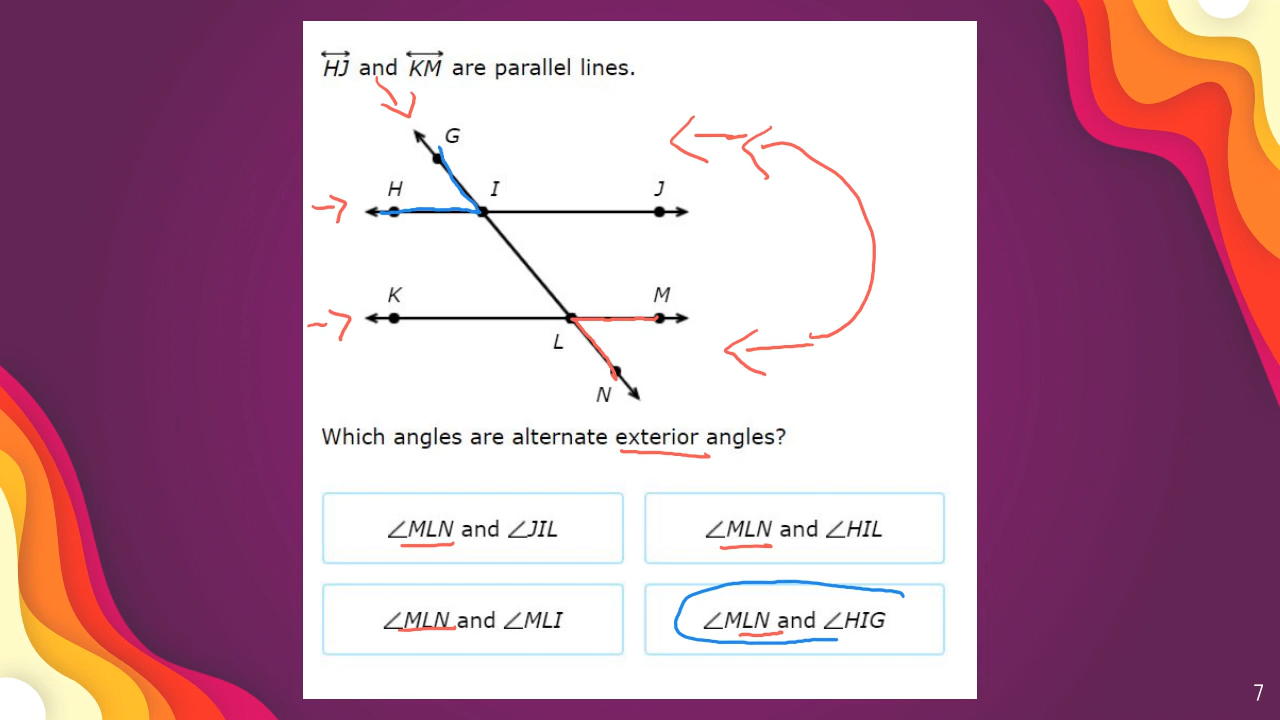 HJ and KM are parallel lines.
G
H I J
K M
L
N
Which angles are alternate exterior angles?
∠MLN and ∠JIL
∠MLN and ∠HIL
∠MLN and ∠MLI
∠MLN and ∠HIG
7